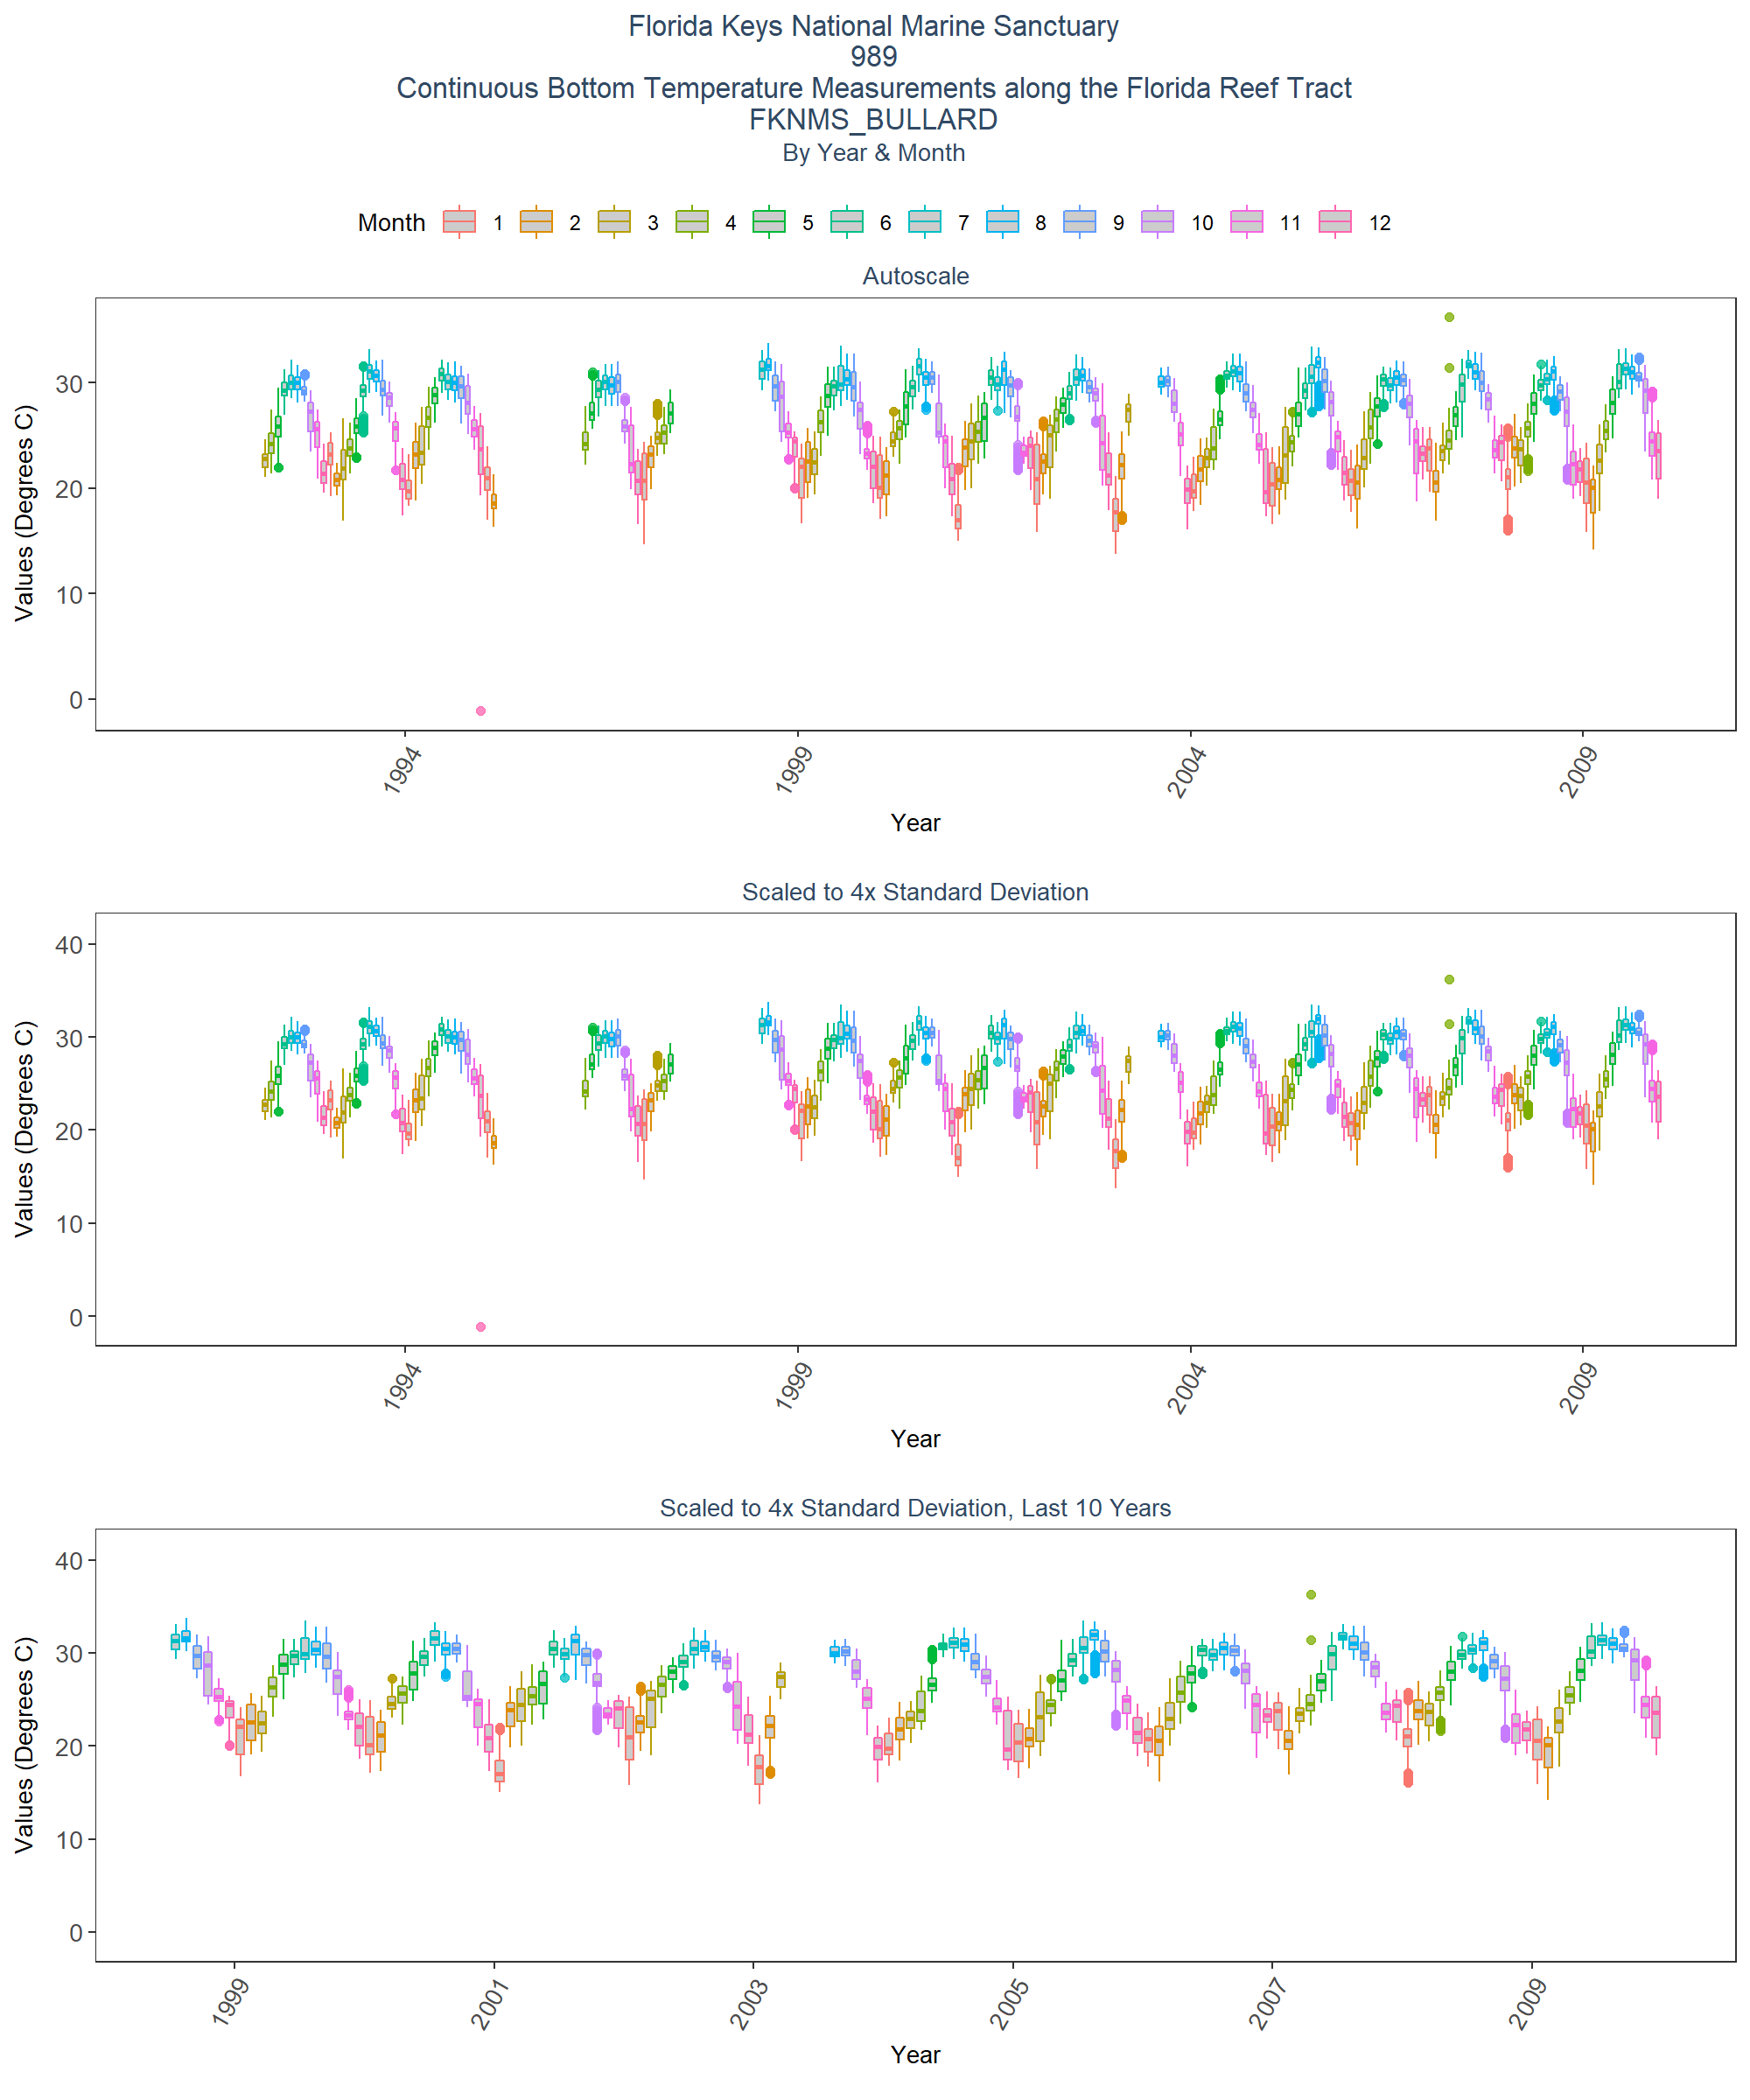 Florida Keys National Marine Sanctuary
989
Continuous Bottom Temperature Measurements along the Florida Reef Tract
FKNMS_BULLARD
By Year & Month
Month 1 2 3 4 5 6 7 8 9 10 11 12
Autoscale
Values (Degrees C)
30
20
10
0
1994 1999 2004 2009
Year
Scaled to 4x Standard Deviation
Values (Degrees C)
40
30
20
10
0
1994 1999 2004 2009
Year
Scaled to 4x Standard Deviation, Last 10 Years
Values (Degrees C)
40
30
20
10
0
1999 2001 2003 2005 2007 2009
Year